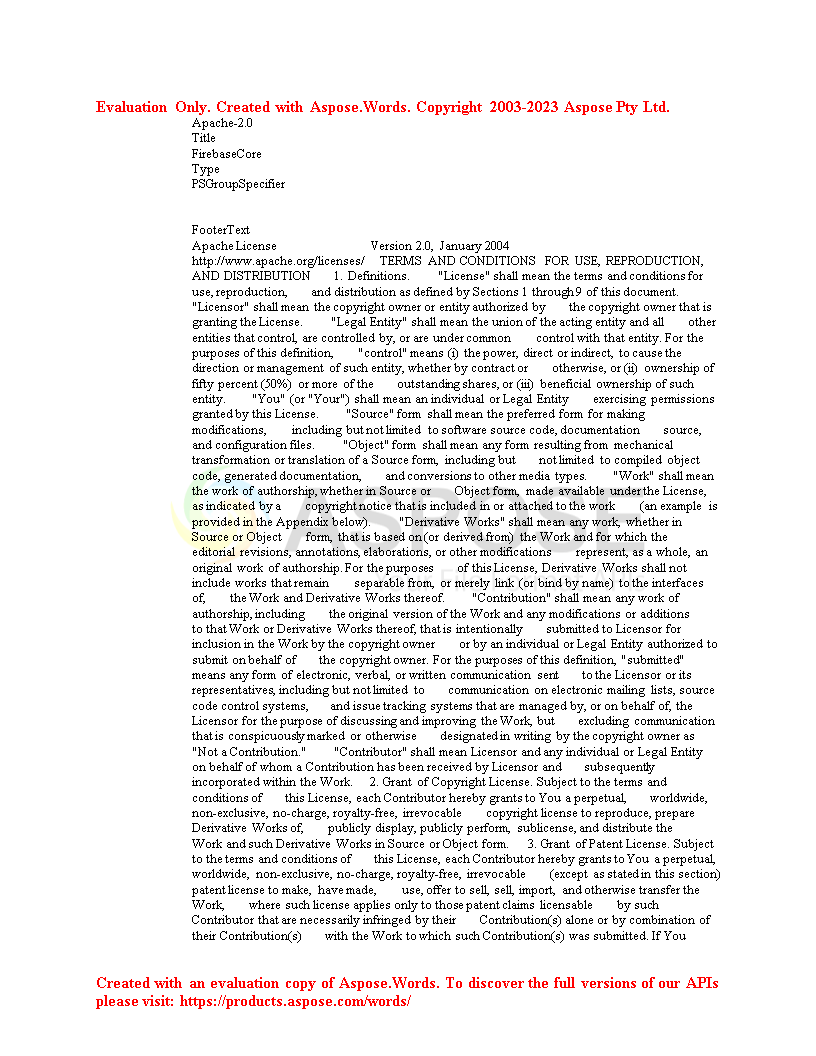 Evaluation Only. Created with Aspose.Words. Copyright 2003-2023 Aspose Pty Ltd.
Apache-2.0
Title
FirebaseCore
Type
PSGroupSpecifier
FooterText
Apache License Version 2.0, January 2004
http://www.apache.org/licenses/ TERMS AND CONDITIONS FOR USE, REPRODUCTION,
AND DISTRIBUTION 1. Definitions. "License" shall mean the terms and conditions for
use, reproduction, and distribution as defined by Sections 1 through 9 of this document.
"Licensor" shall mean the copyright owner or entity authorized by the copyright owner that is
granting the License. "Legal Entity" shall mean the union of the acting entity and all other
entities that control, are controlled by, or are under common control with that entity. For the
purposes of this definition, "control" means (i) the power, direct or indirect, to cause the
direction or management of such entity, whether by contract or otherwise, or (ii) ownership of
fifty percent (50%) or more of the outstanding shares, or (iii) beneficial ownership of such
entity. "You" (or "Your") shall mean an individual or Legal Entity exercising permissions
granted by this License. "Source" form shall mean the preferred form for making
modifications, including but not limited to software source code, documentation source,
and configuration files. "Object" form shall mean any form resulting from mechanical
transformation or translation of a Source form, including but not limited to compiled object
code, generated documentation, and conversions to other media types. "Work" shall mean
the work of authorship, whether in Source or Object form, made available under the License,
as indicated by a copyright notice that is included in or attached to the work (an example is
provided in the Appendix below). "Derivative Works" shall mean any work, whether in
Source or Object form, that is based on (or derived from) the Work and for which the
editorial revisions, annotations, elaborations, or other modifications represent, as a whole, an
original work of authorship. For the purposes of this License, Derivative Works shall not
include works that remain separable from, or merely link (or bind by name) to the interfaces
of, the Work and Derivative Works thereof. "Contribution" shall mean any work of
authorship, including the original version of the Work and any modifications or additions
to that Work or Derivative Works thereof, that is intentionally submitted to Licensor for
inclusion in the Work by the copyright owner or by an individual or Legal Entity authorized to
submit on behalf of the copyright owner. For the purposes of this definition, "submitted"
means any form of electronic, verbal, or written communication sent to the Licensor or its
representatives, including but not limited to communication on electronic mailing lists, source
code control systems, and issue tracking systems that are managed by, or on behalf of, the
Licensor for the purpose of discussing and improving the Work, but excluding communication
that is conspicuously marked or otherwise designated in writing by the copyright owner as
"Not a Contribution." "Contributor" shall mean Licensor and any individual or Legal Entity
on behalf of whom a Contribution has been received by Licensor and subsequently
incorporated within the Work. 2. Grant of Copyright License. Subject to the terms and
conditions of this License, each Contributor hereby grants to You a perpetual, worldwide,
non-exclusive, no-charge, royalty-free, irrevocable copyright license to reproduce, prepare
Derivative Works of, publicly display, publicly perform, sublicense, and distribute the
Work and such Derivative Works in Source or Object form. 3. Grant of Patent License. Subject
to the terms and conditions of this License, each Contributor hereby grants to You a perpetual,
worldwide, non-exclusive, no-charge, royalty-free, irrevocable (except as stated in this section)
patent license to make, have made, use, offer to sell, sell, import, and otherwise transfer the
Work, where such license applies only to those patent claims licensable by such
Contributor that are necessarily infringed by their Contribution(s) alone or by combination of
their Contribution(s) with the Work to which such Contribution(s) was submitted. If You
Created with an evaluation copy of Aspose.Words. To discover the full versions of our APIs
please visit: https://products.aspose.com/words/